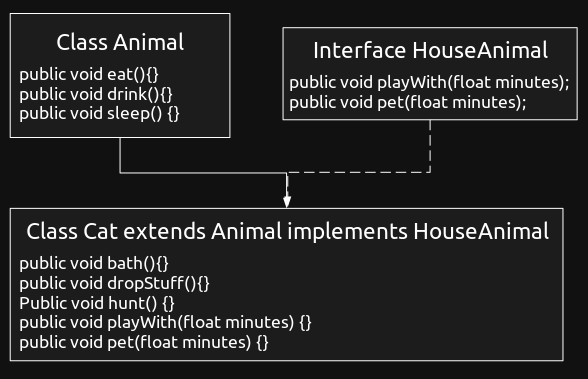 Class Animal
public void eat(){}
public void drink(){}
public void sleep() {}
Interface HouseAnimal
public void playWith(float minutes);
public void pet(float minutes);
Class Cat extends Animal implements HouseAnimal
public void bath(){}
public void dropStuff(){}
Public void hunt() {}
public void playWith(float minutes) {}
public void pet(float minutes) {}